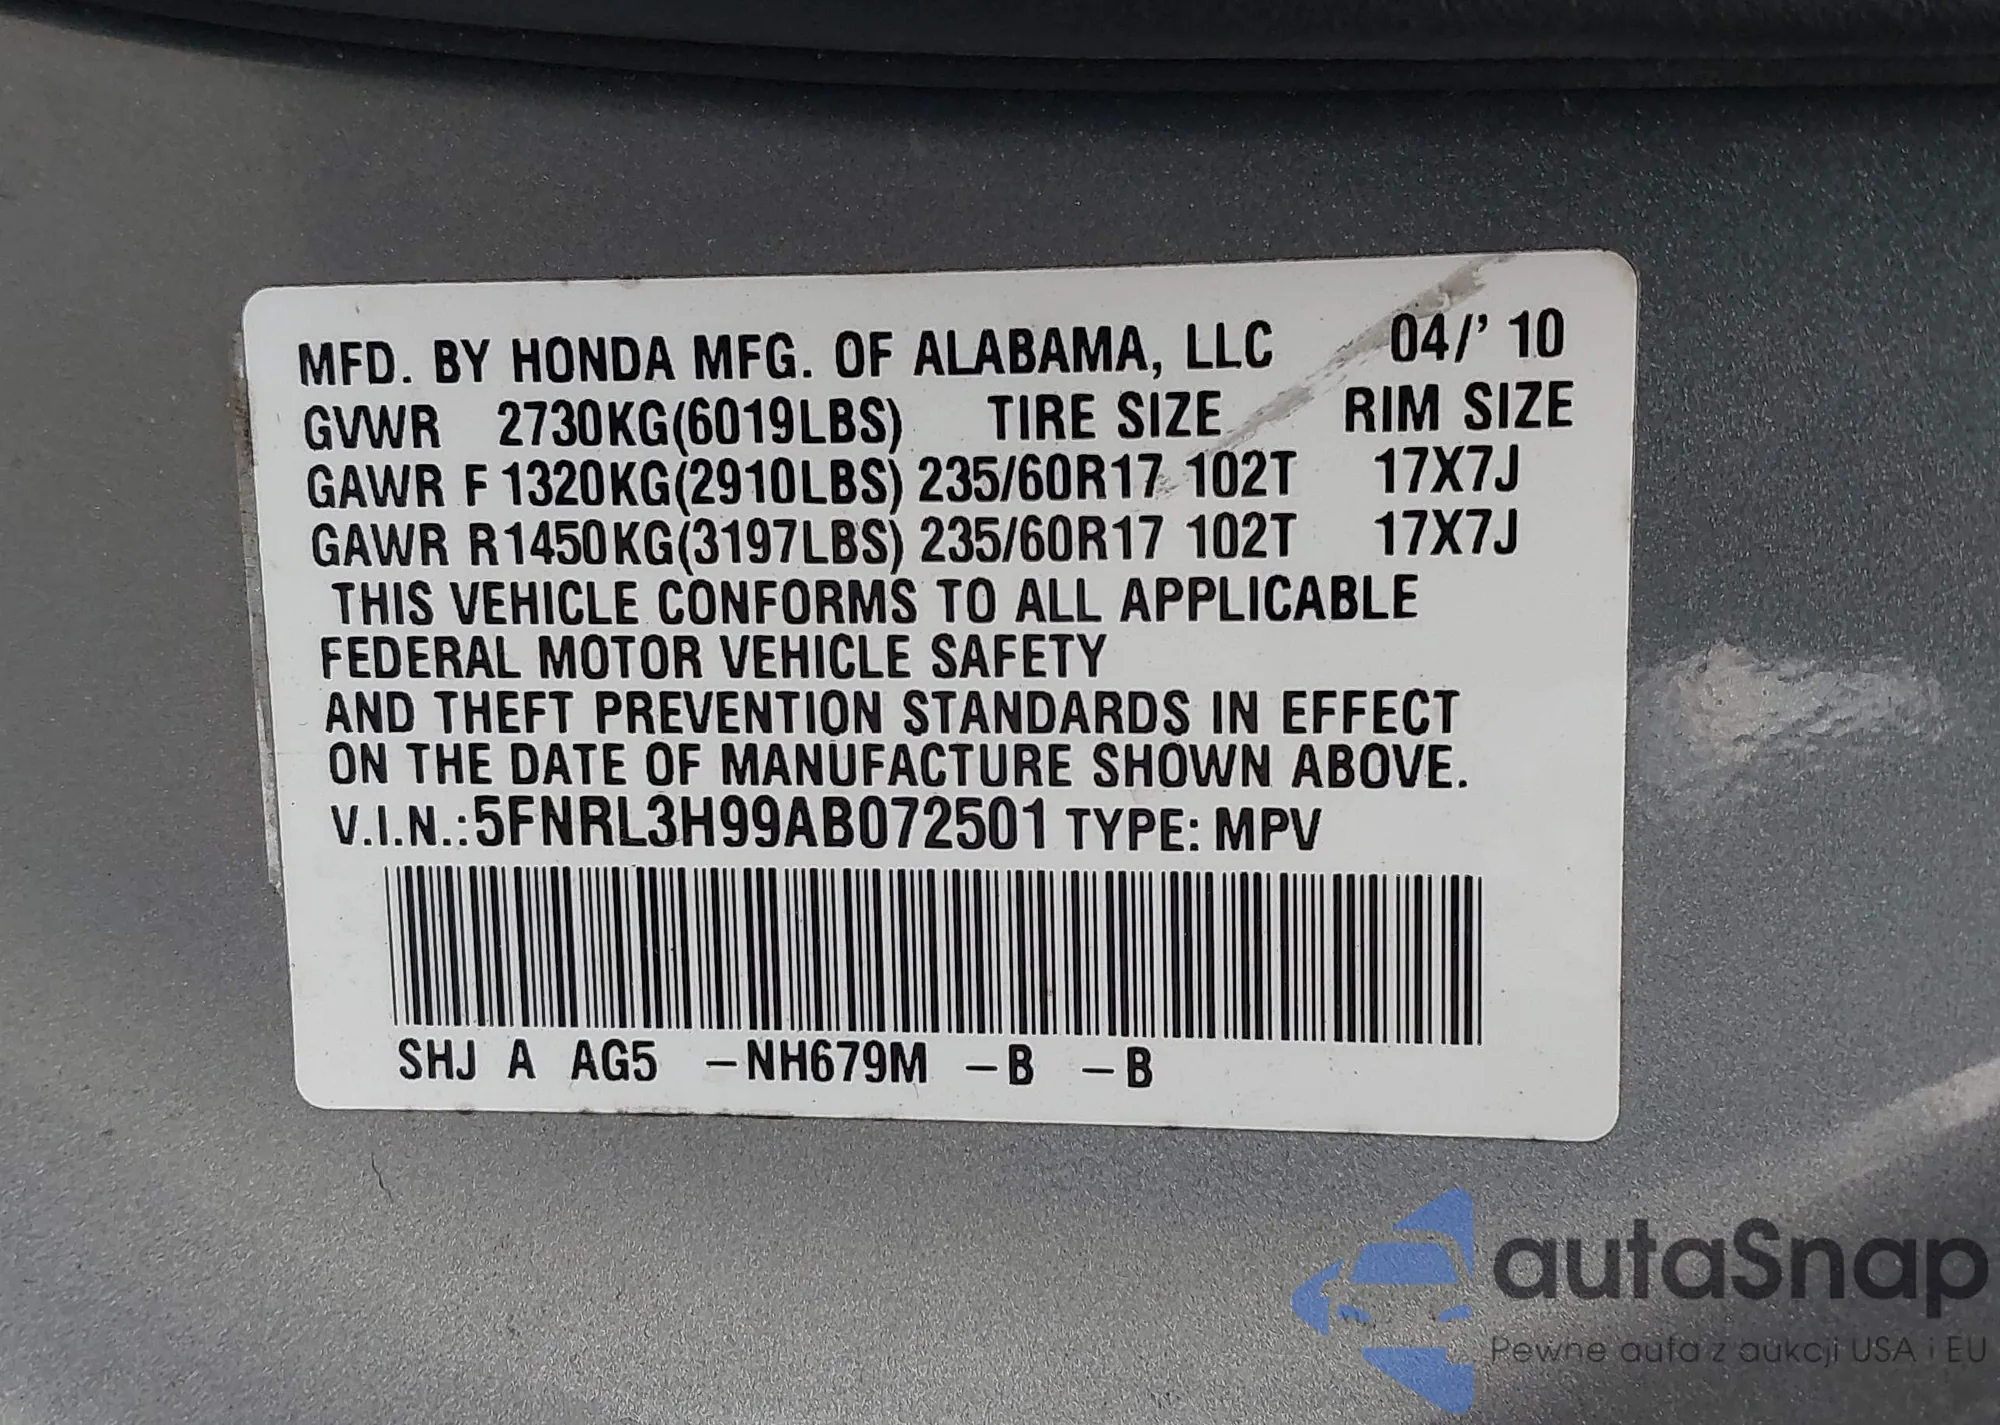 MFD. BY HONDA MFG. OF ALABAMA, LLC 04/' 10
GVWR 2730KG(6019LBS) TIRE SIZE RIM SIZE
GAWR F 1320KG(2910LBS) 235/60R17 102T 17X7J
GAWR R1450KG(3197LBS) 235/60R17 102T 17X7J
THIS VEHICLE CONFORMS TO ALL APPLICABLE
FEDERAL MOTOR VEHICLE SAFETY
AND THEFT PREVENTION STANDARDS IN EFFECT
ON THE DATE OF MANUFACTURE SHOWN ABOVE.
V.I.N.:5FNRL3H99AB072501 TYPE: MPV
SHJ A AG5 -NH679M -B -B
autaSnap
Pewne auta z aukcji USA i EU